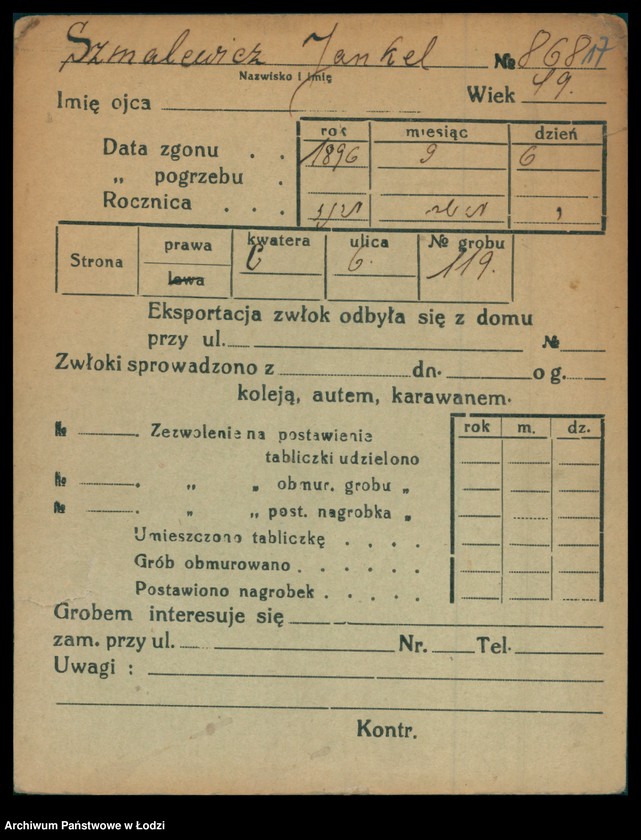 Szmalewicz Jankel № 86817
Nazwisko i imię
Imię ojca Wiek 19.
rok miesiąc dzień
Data zgonu . . 1896 9 6
„ pogrzebu .
Rocznica . . .
Strona prawa lewa kwatera C ulica 6. № grobu 119.
Eksportacja zwłok odbyła się z domu
przy ul. №
Zwłoki sprowadzono z dn. o g.
koleją, autem, karawanem.
rok m. dz.
№ . Zezwolenie na postawienie
tabliczki udzielono
№ . „ „ obmur. grobu „
№ . „ „ post. nagrobka „
Umieszczono tabliczkę . . . .
Grób obmurowano . . . . . .
Postawiono nagrobek . . . . .
Grobem interesuje się
zam. przy ul. Nr. Tel.
Uwagi :
Kontr.
Archiwum Państwowe w Łodzi